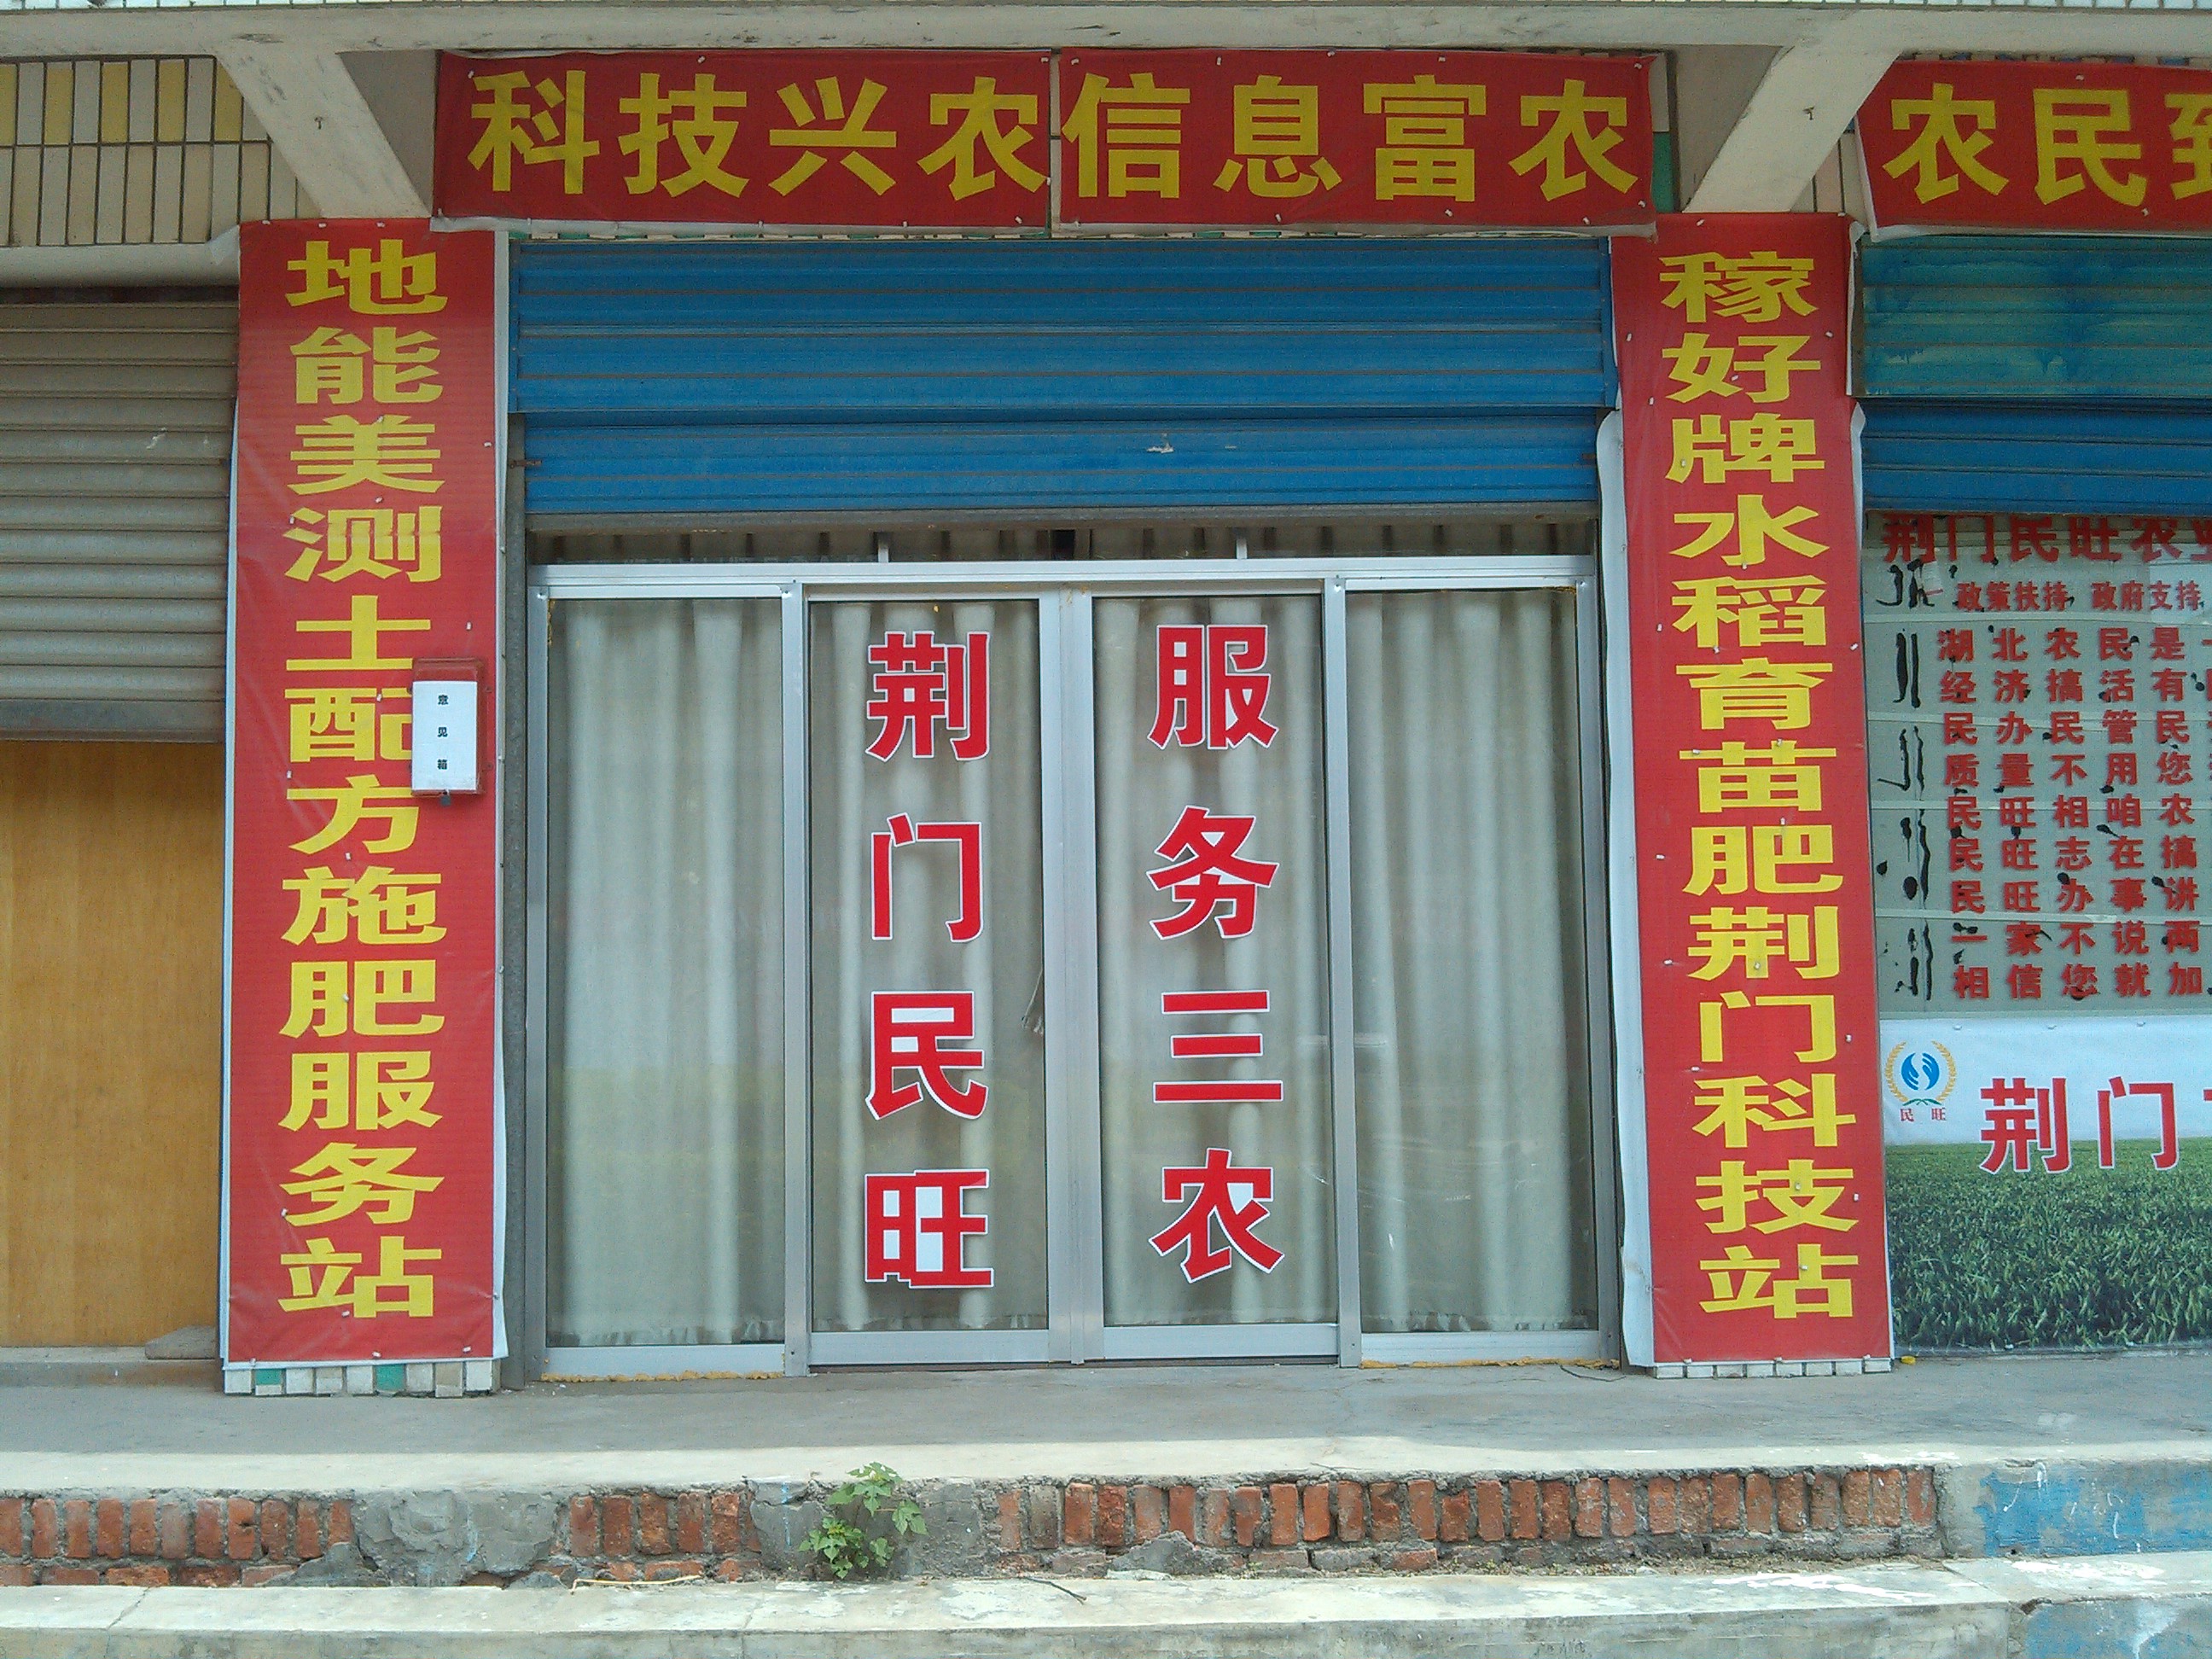 科技兴农信息富农
农民致
地能美测土配方施肥服务站
意见箱
荆门民旺
服务三农
稼好牌水稻育苗肥荆门科技站
荆门民旺农业
政策扶持 政府支持
湖北农民是
经济搞活有
民办民管民
质量不用您
民旺相咱农
民旺志在搞
民旺办事讲
一家不说两
相信您就加
民旺
荆门